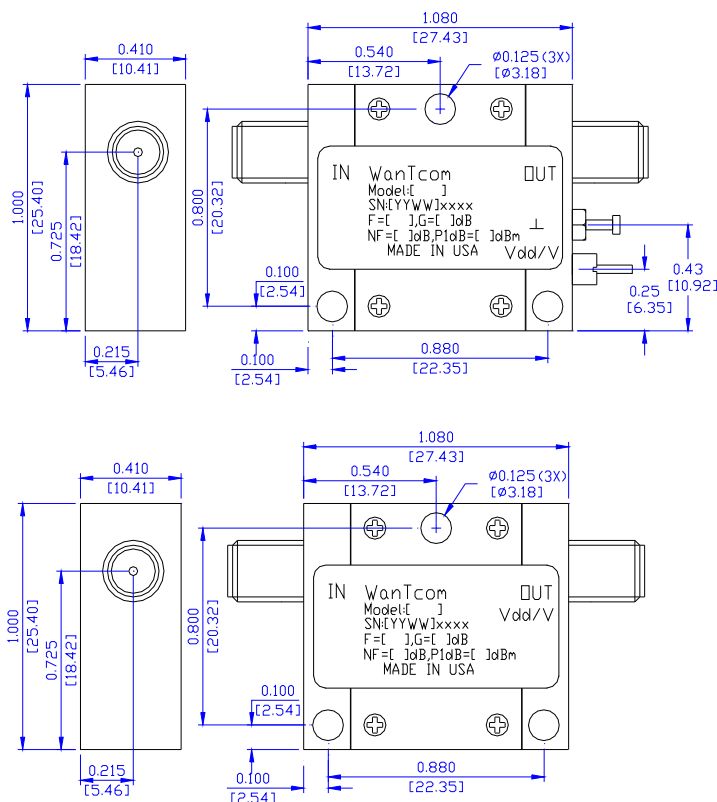 1.080
[27.43]
0.410
[10.41]
0.540
[13.72]
ø0.125(3X)
[ø3.18]
1.000
[25.40]
0.725
[18.42]
0.800
[20.32]
IN WanTcom OUT
Model:[ ]
SN:[YYWW]xxxx
F=[ ],G=[ ]dB
NF=[ ]dB,P1dB=[ ]dBm
MADE IN USA
Vdd/V
0.100
[2.54]
0.25
[6.35]
0.43
[10.92]
0.215
[5.46]
0.100
[2.54]
0.880
[22.35]
1.080
[27.43]
0.410
[10.41]
0.540
[13.72]
ø0.125(3X)
[ø3.18]
1.000
[25.40]
0.725
[18.42]
0.800
[20.32]
IN WanTcom OUT
Vdd/V
Model:[ ]
SN:[YYWW]xxxx
F=[ ],G=[ ]dB
NF=[ ]dB,P1dB=[ ]dBm
MADE IN USA
0.100
[2.54]
0.215
[5.46]
0.100
[2.54]
0.880
[22.35]